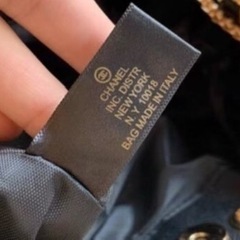 CHANEL
INC. DISTR
NEW YORK
N. Y 10018
BAG MADE IN ITALY